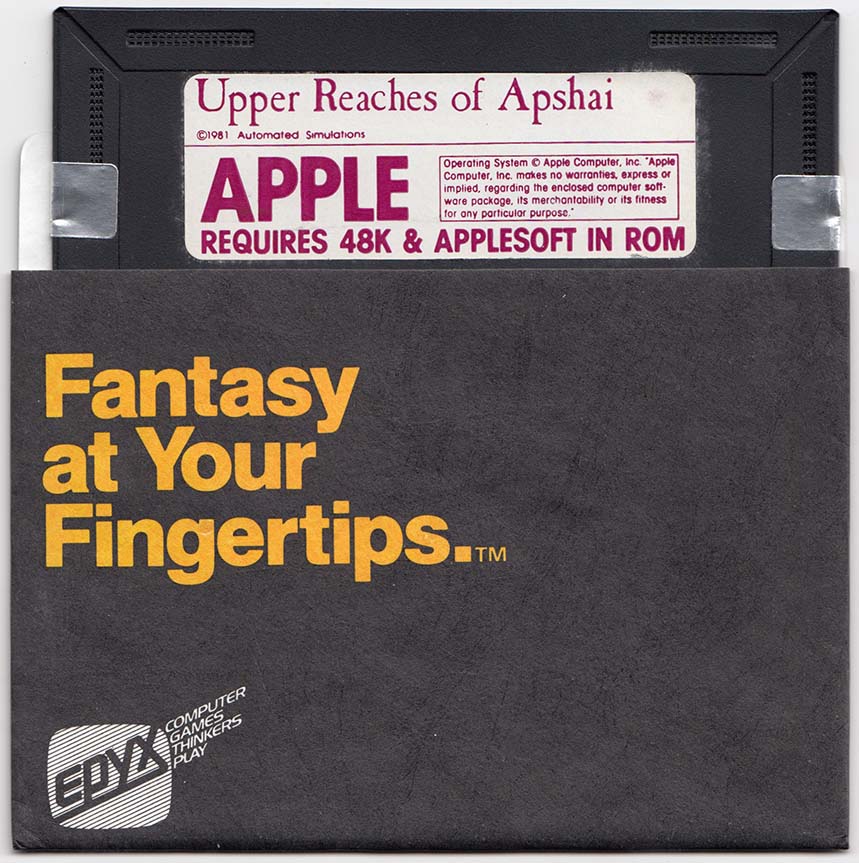 Upper Reaches of Apshai
©1981 Automated Simulations
APPLE
Operating System © Apple Computer, Inc. "Apple
Computer, Inc. makes no warranties, express or
implied, regarding the enclosed computer soft-
ware package, its merchantability or its fitness
for any particular purpose."
REQUIRES 48K & APPLESOFT IN ROM
Fantasy
at Your
Fingertips.TM
EPYX
COMPUTER
GAMES
THINKERS
PLAY